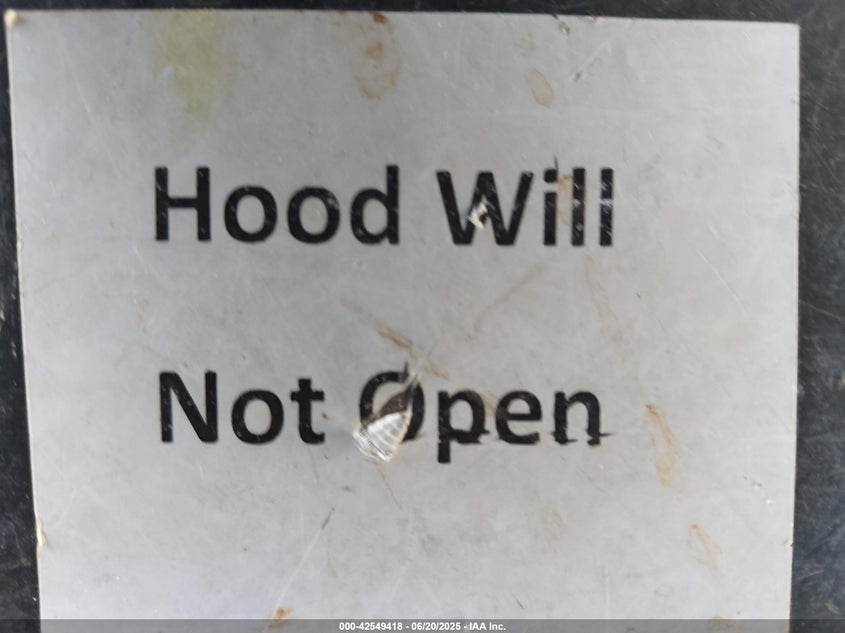 Hood Will
Not Open
000-42549418 - 06/20/2025 - IAA Inc.